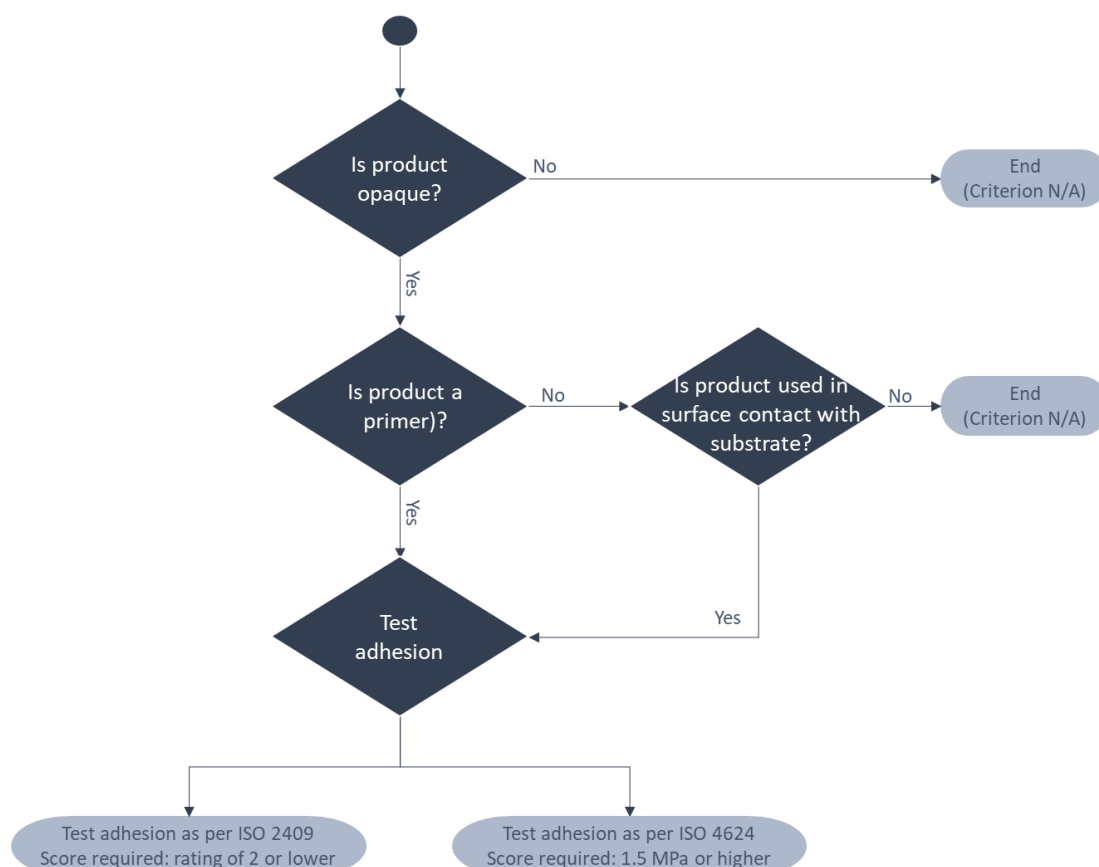 Is product
opaque?
No
End
(Criterion N/A)
Yes
Is product a
primer)?
No
Is product used in
surface contact with
substrate?
No
End
(Criterion N/A)
Yes
Yes
Test
adhesion
Test adhesion as per ISO 2409
Score required: rating of 2 or lower
Test adhesion as per ISO 4624
Score required: 1.5 MPa or higher